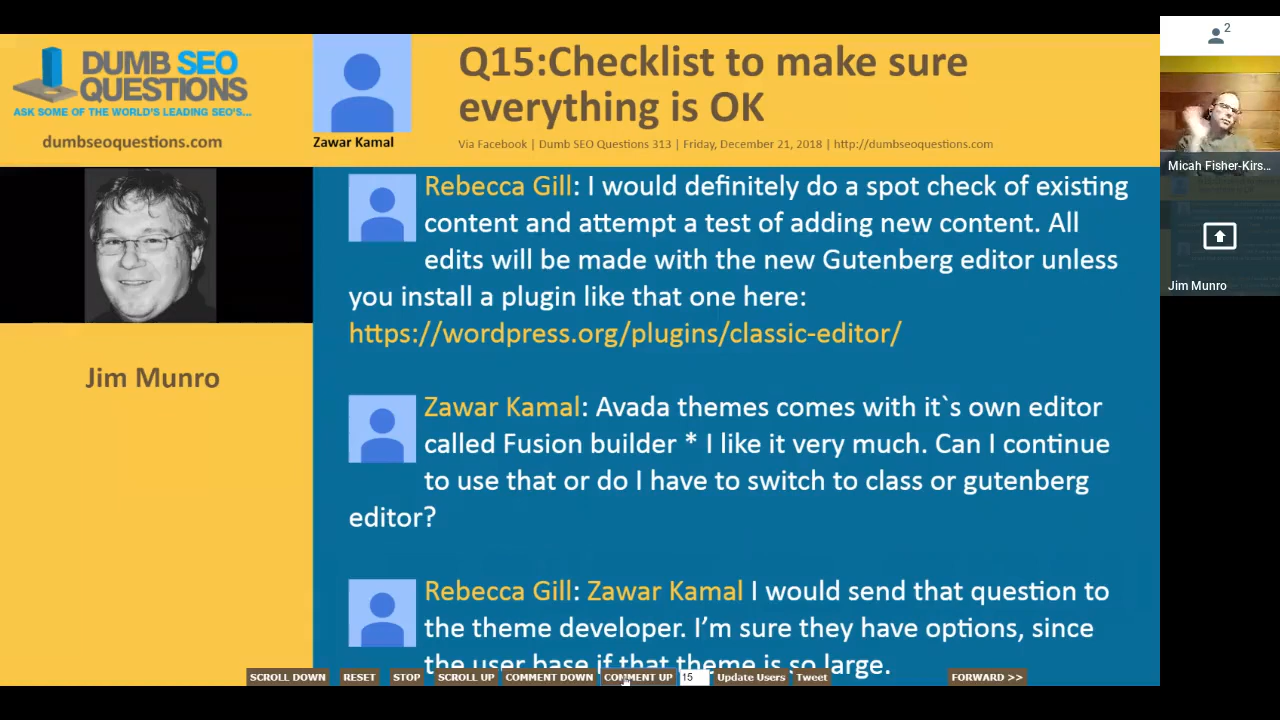 DUMB SEO
QUESTIONS
ASK SOME OF THE WORLD'S LEADING SEO'S...
dumbseoquestions.com
Zawar Kamal
Q15:Checklist to make sure
everything is OK
Via Facebook | Dumb SEO Questions 313 | Friday, December 21, 2018 | http://dumbseoquestions.com
2
Micah Fisher-Kirs...
Jim Munro
Jim Munro
Rebecca Gill: I would definitely do a spot check of existing
content and attempt a test of adding new content. All
edits will be made with the new Gutenberg editor unless
you install a plugin like that one here:
https://wordpress.org/plugins/classic-editor/
Zawar Kamal: Avada themes comes with it`s own editor
called Fusion builder * I like it very much. Can I continue
to use that or do I have to switch to class or gutenberg
editor?
Rebecca Gill: Zawar Kamal I would send that question to
the theme developer. I'm sure they have options, since
the user base if that theme is so large.
SCROLL DOWN RESET STOP SCROLL UP COMMENT DOWN COMMENT UP 15 Update Users Tweet FORWARD >>